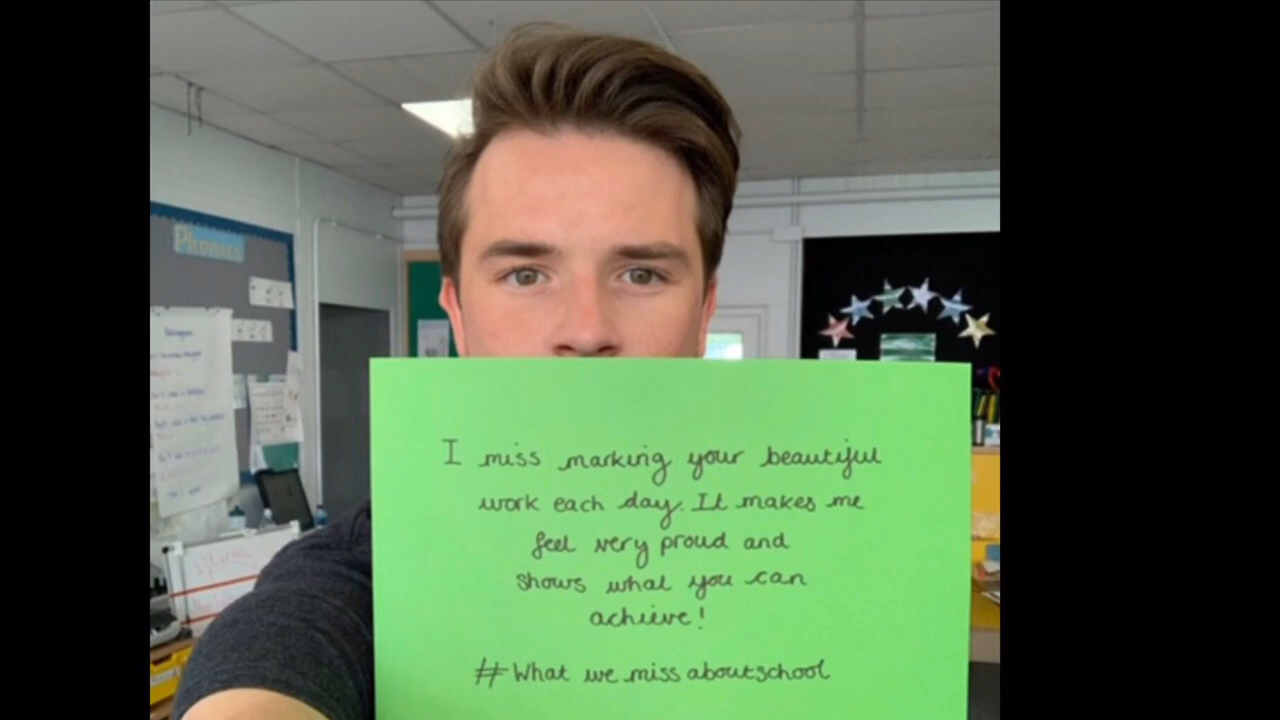 Phonics
I miss marking your beautiful
work each day. It makes me
feel very proud and
shows what you can
achieve!
#What we miss aboutschool